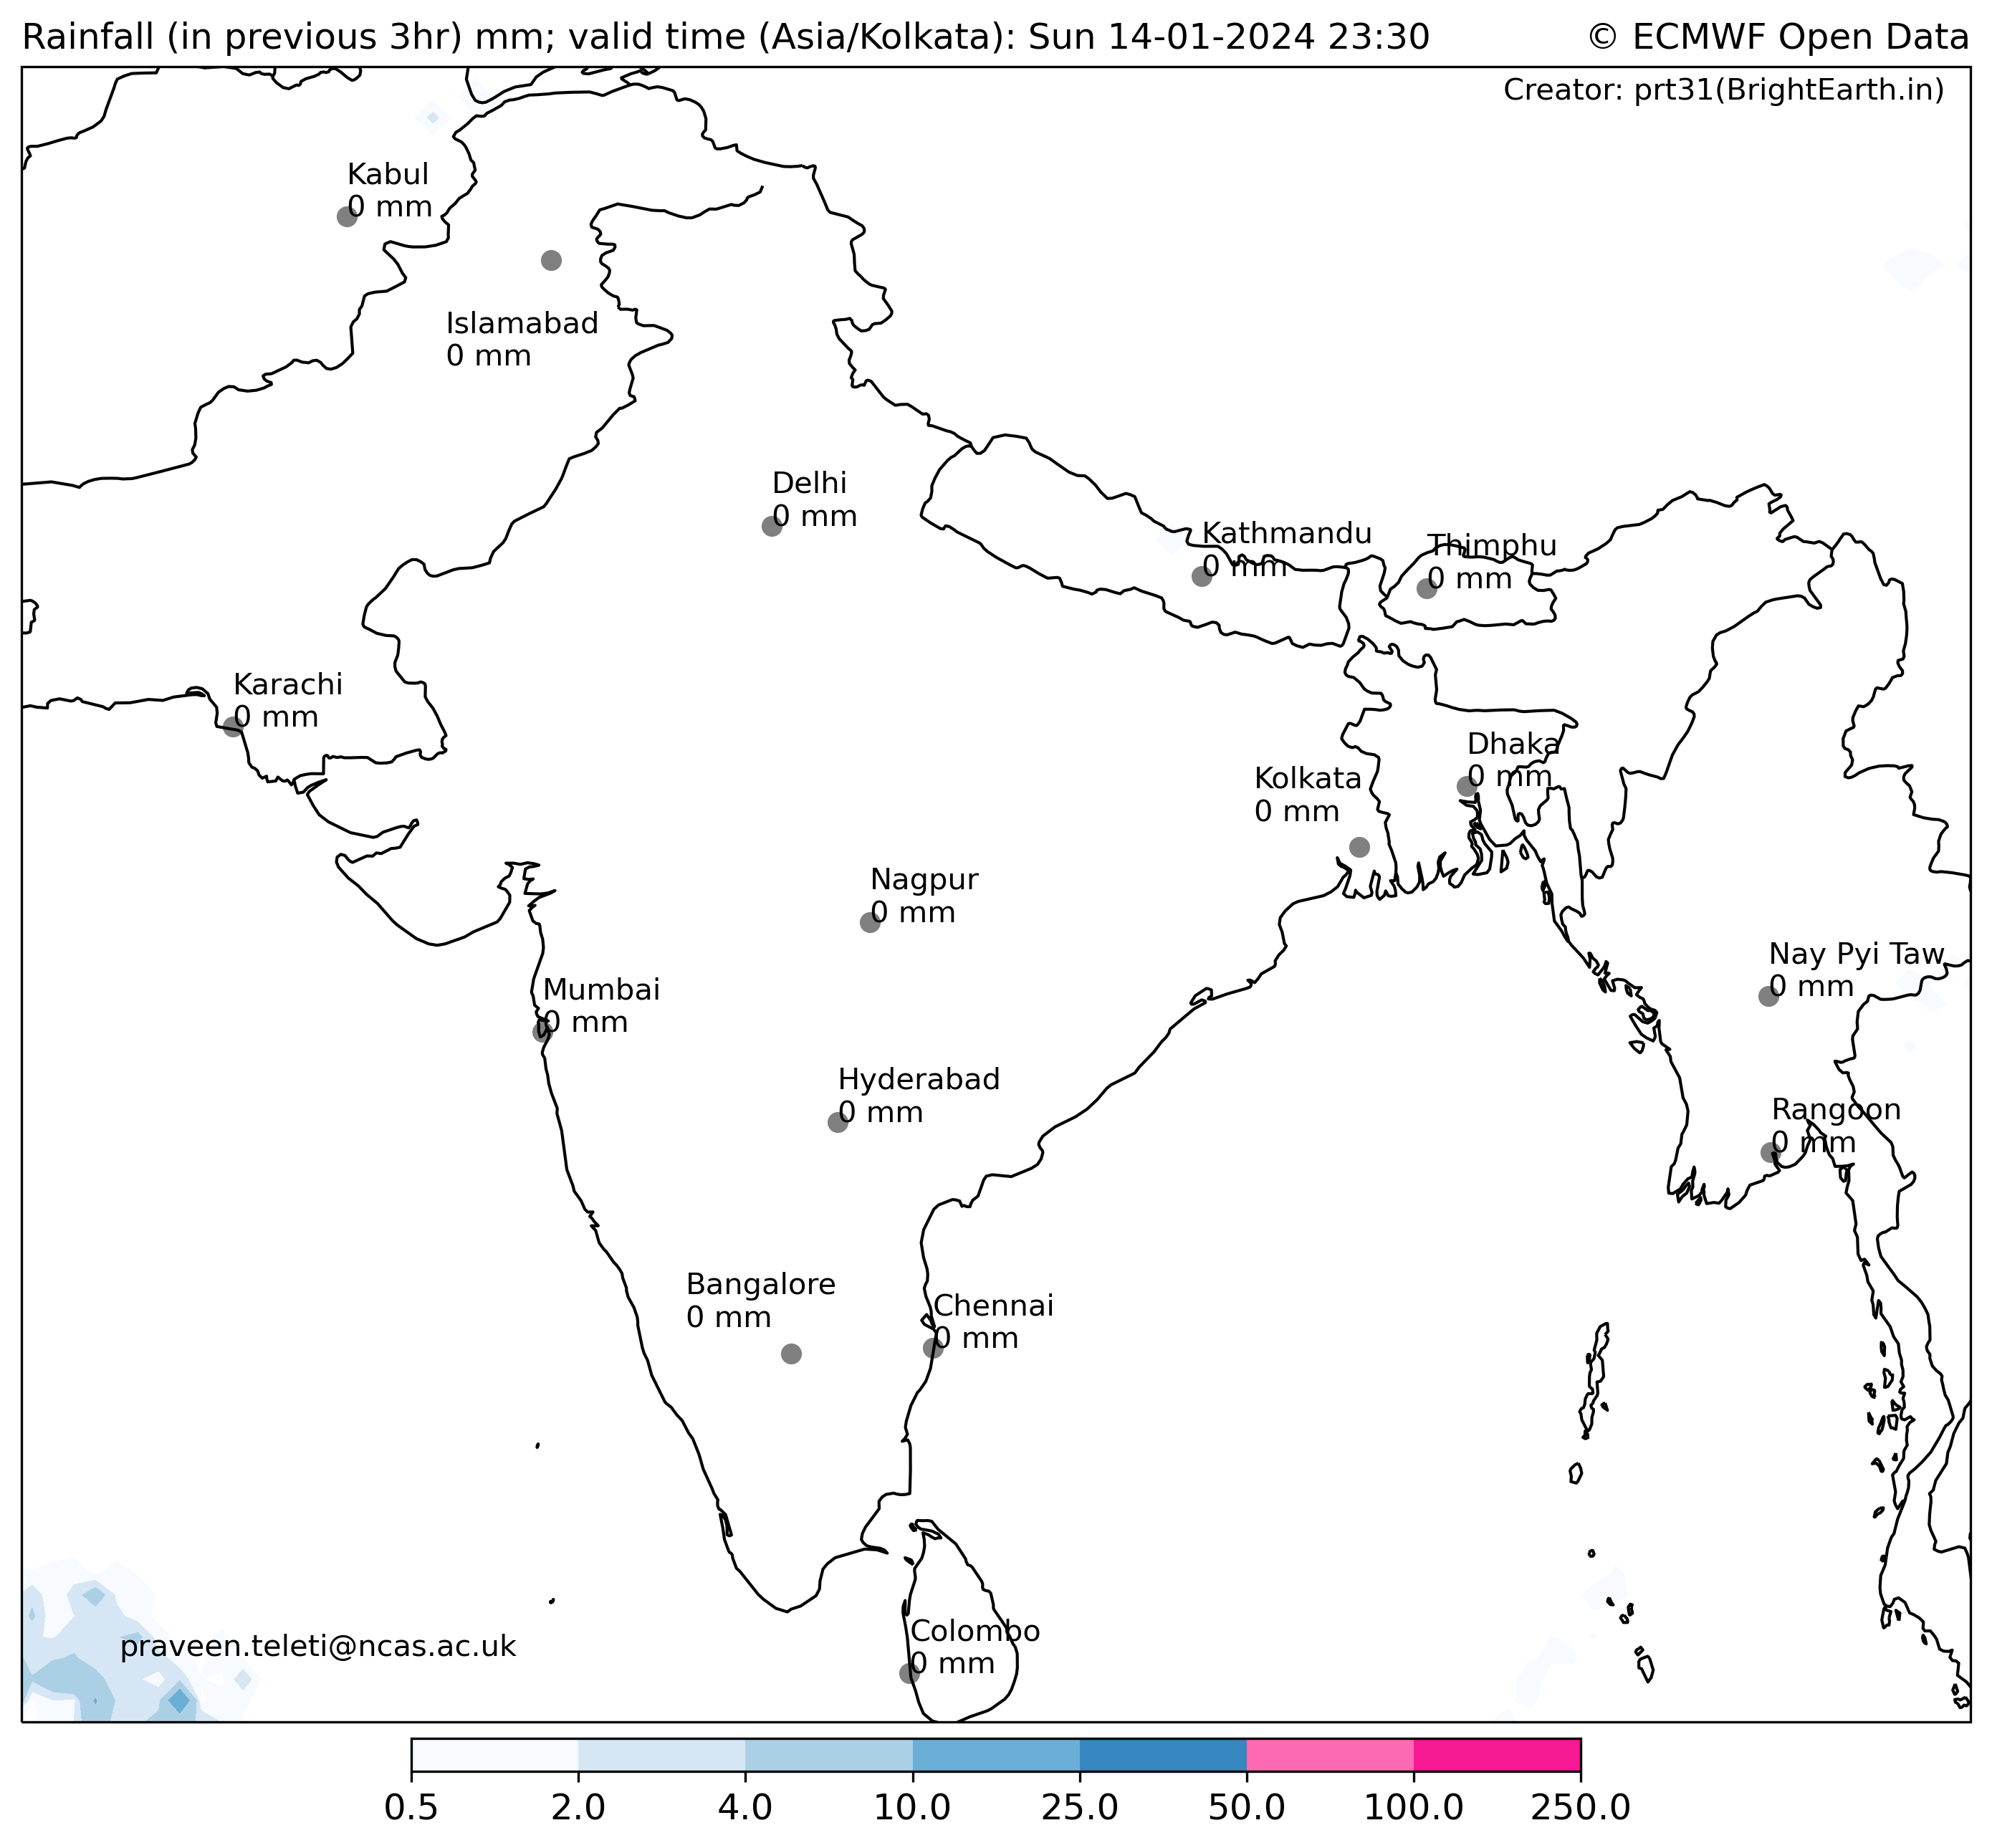 Rainfall (in previous 3hr) mm; valid time (Asia/Kolkata): Sun 14-01-2024 23:30
© ECMWF Open Data
Creator: prt31(BrightEarth.in)
Kabul
0 mm
Islamabad
0 mm
Delhi
0 mm
Kathmandu
0 mm
Thimphu
0 mm
Karachi
0 mm
Dhaka
0 mm
Kolkata
0 mm
Nagpur
0 mm
Nay Pyi Taw
0 mm
Mumbai
0 mm
Hyderabad
0 mm
Rangoon
0 mm
Bangalore
0 mm
Chennai
0 mm
Colombo
0 mm
praveen.teleti@ncas.ac.uk
0.5 2.0 4.0 10.0 25.0 50.0 100.0 250.0